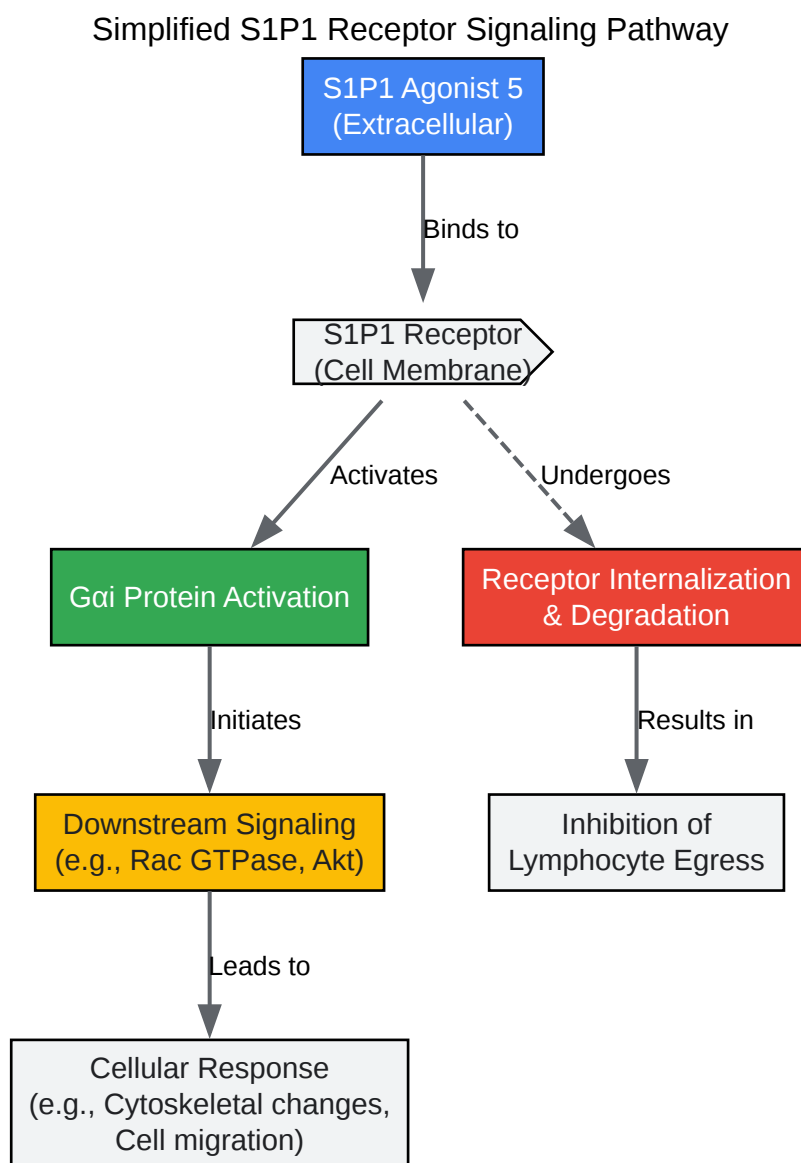 Simplified S1P1 Receptor Signaling Pathway
S1P1 Agonist 5
(Extracellular)
Binds to
S1P1 Receptor
(Cell Membrane)
Activates
Undergoes
Gαi Protein Activation
Receptor Internalization
& Degradation
Initiates
Results in
Downstream Signaling
(e.g., Rac GTPase, Akt)
Inhibition of
Lymphocyte Egress
Leads to
Cellular Response
(e.g., Cytoskeletal changes,
Cell migration)